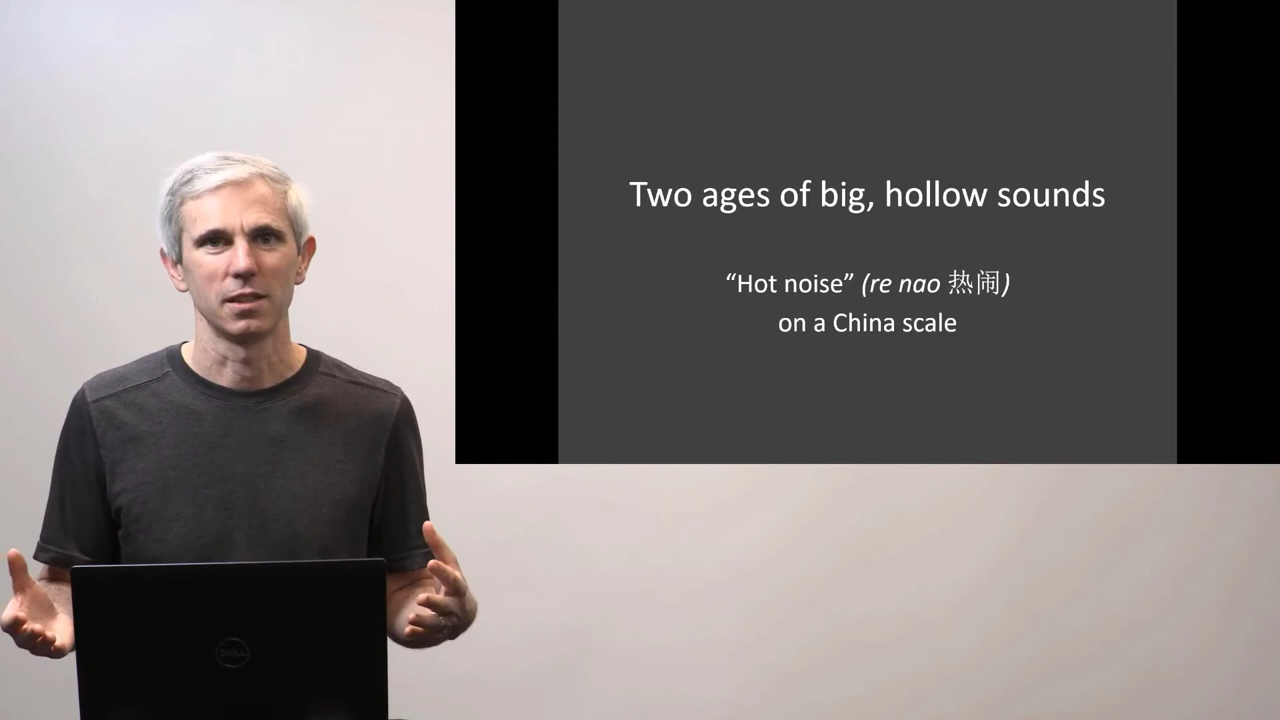 Two ages of big, hollow sounds
“Hot noise” (re nao 热闹)
on a China scale
DELL